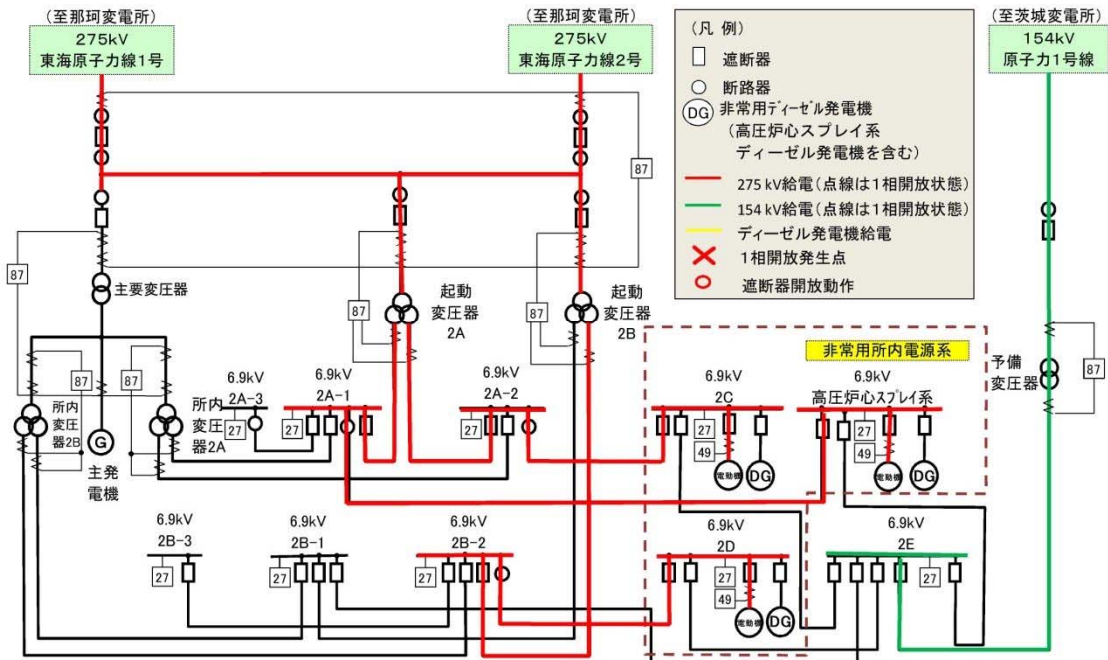 (至那珂変電所)
275kV
東海原子力線1号
(至那珂変電所)
275kV
東海原子力線2号
(至茨城変電所)
154kV
原子力1号線
(凡 例)
遮断器
断路器
DG
非常用ディーゼル発電機
(高圧炉心スプレイ系
ディーゼル発電機を含む)
275 kV給電(点線は1相開放状態)
154 kV給電(点線は1相開放状態)
ディーゼル発電機給電
1相開放発生点
遮断器開放動作
87
87
主要変圧器
87
起動
変圧器
2A
87
起動
変圧器
2B
非常用所内電源系
予備
変圧器
87
87
87
所内
変圧
器2B
G
主発
電機
所内
変圧
器2A
6.9kV
2A-3
27
6.9kV
2A-1
27
6.9kV
2A-2
27
6.9kV
2C
27
49
電動機
DG
6.9kV
高圧炉心スプレイ系
27
49
電動機
DG
6.9kV
2B-3
27
6.9kV
2B-1
27
6.9kV
2B-2
27
6.9kV
2D
27
49
電動機
DG
6.9kV
2E
27